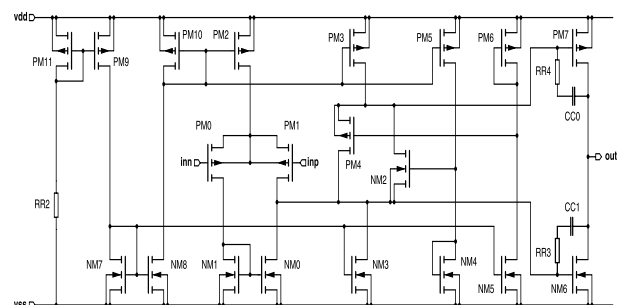 vdd
PM11
PM9
PM10
PM2
PM3
PM5
PM6
PM7
RR4
CC0
PM0
PM1
inn
inp
PM4
NM2
out
RR2
CC1
RR3
NM7
NM8
NM1
NM0
NM3
NM4
NM5
NM6
vss